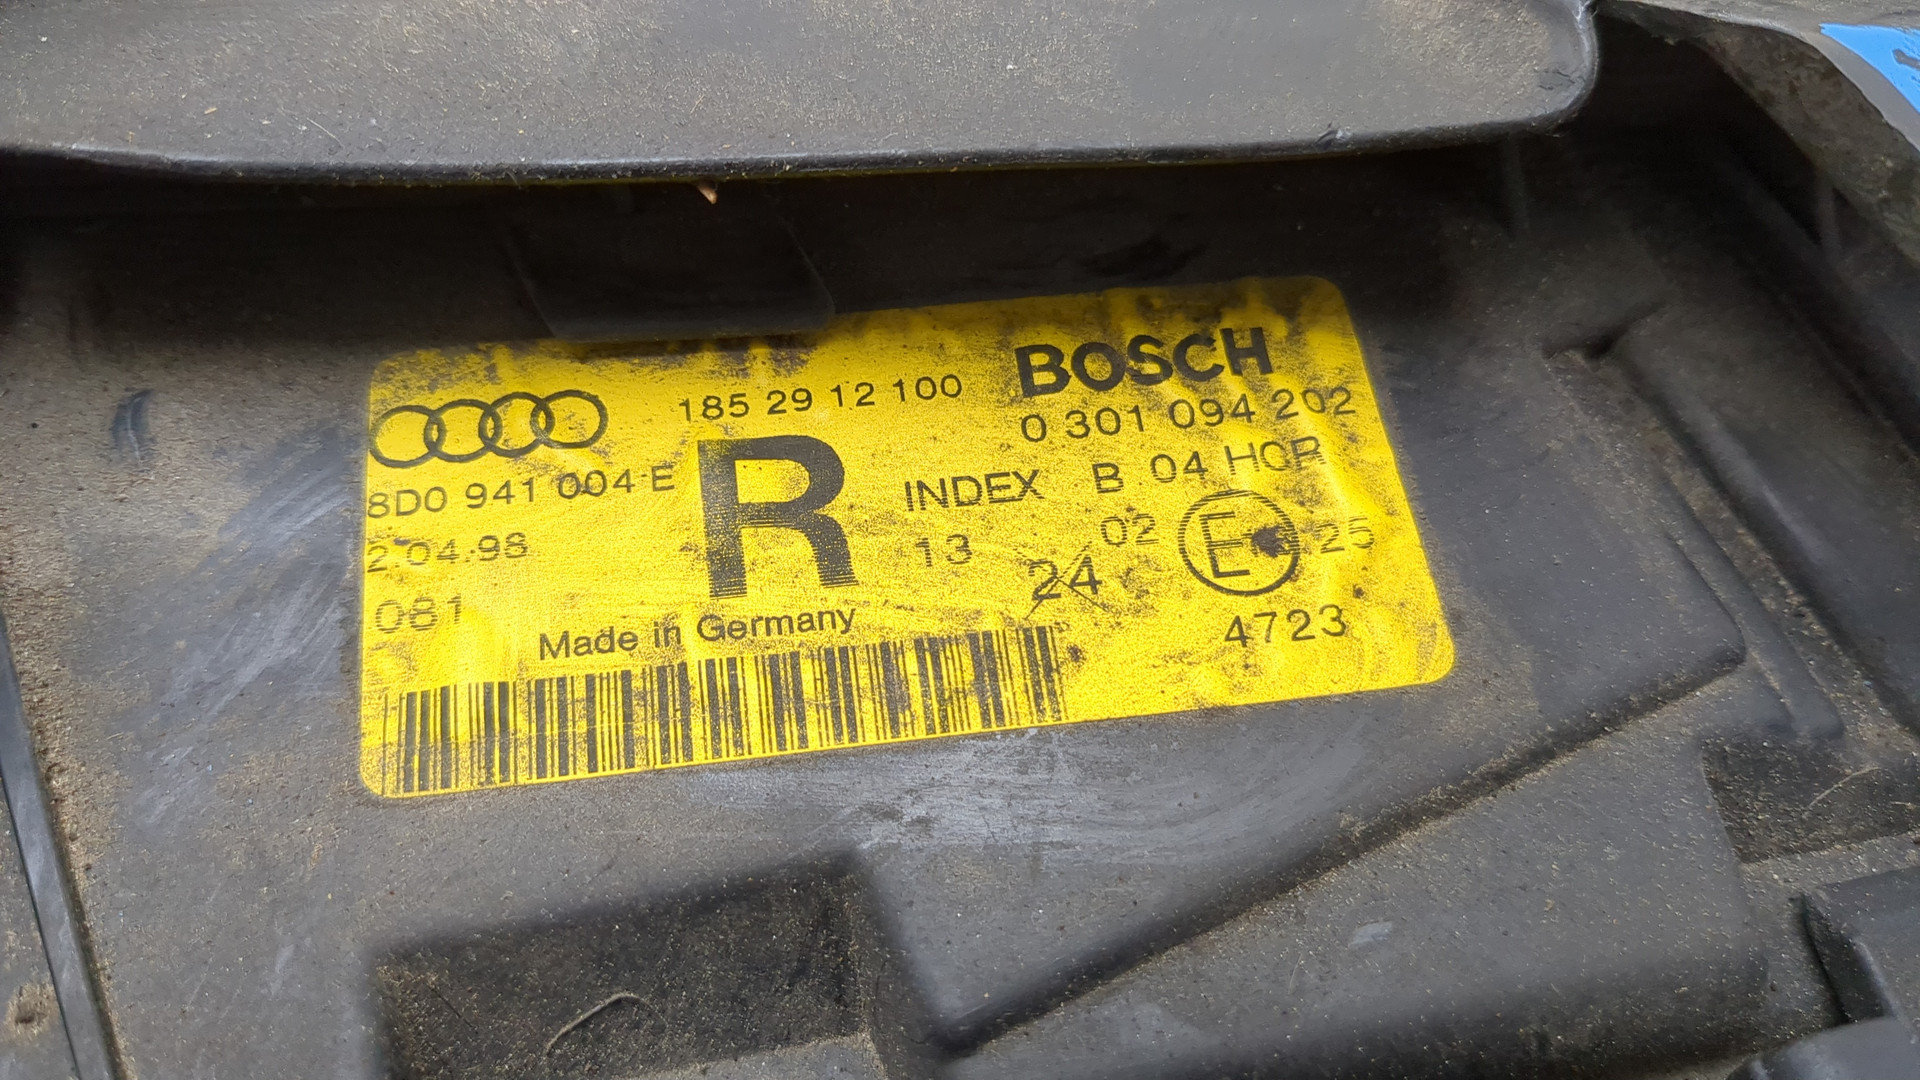 185 29 12 100
BOSCH
0 301 094 202
8D0 941 004-E
R
INDEX B 04 HCR
2.04.98
13
24
02 E 25
081
Made in Germany
4723